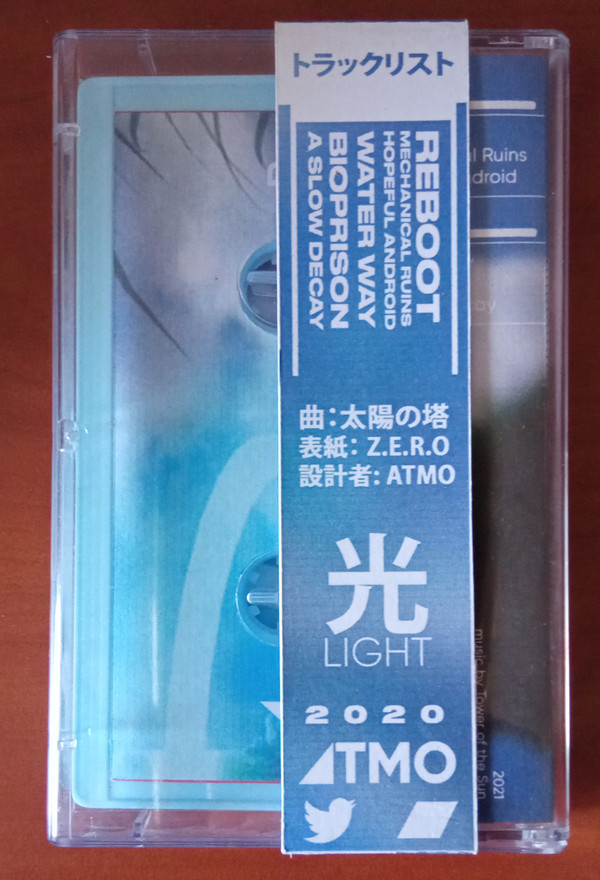 トラックリスト
REBOOT
MECHANICAL RUINS
HOPEFUL ANDROID
WATER WAY
BIOPRISON
A SLOW DECAY
曲:太陽の塔
表紙: Z.E.R.O
設計者: ATMO
光
LIGHT
2020
ATMO
Ruins
music by Tower of the Sun
2021